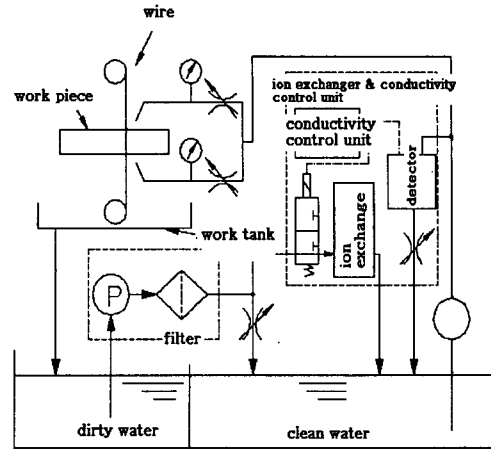 wire
work piece
ion exchanger & conductivity
control unit
conductivity
control unit
detector
ion
exchange
work tank
P
filter
dirty water
clean water